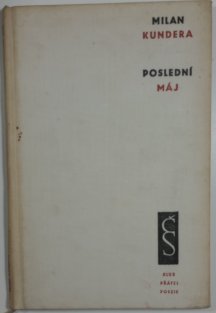 MILAN
KUNDERA
POSLEDNÍ
MÁJ
ČS
KLUB
PŘÁTEL
POEZIE